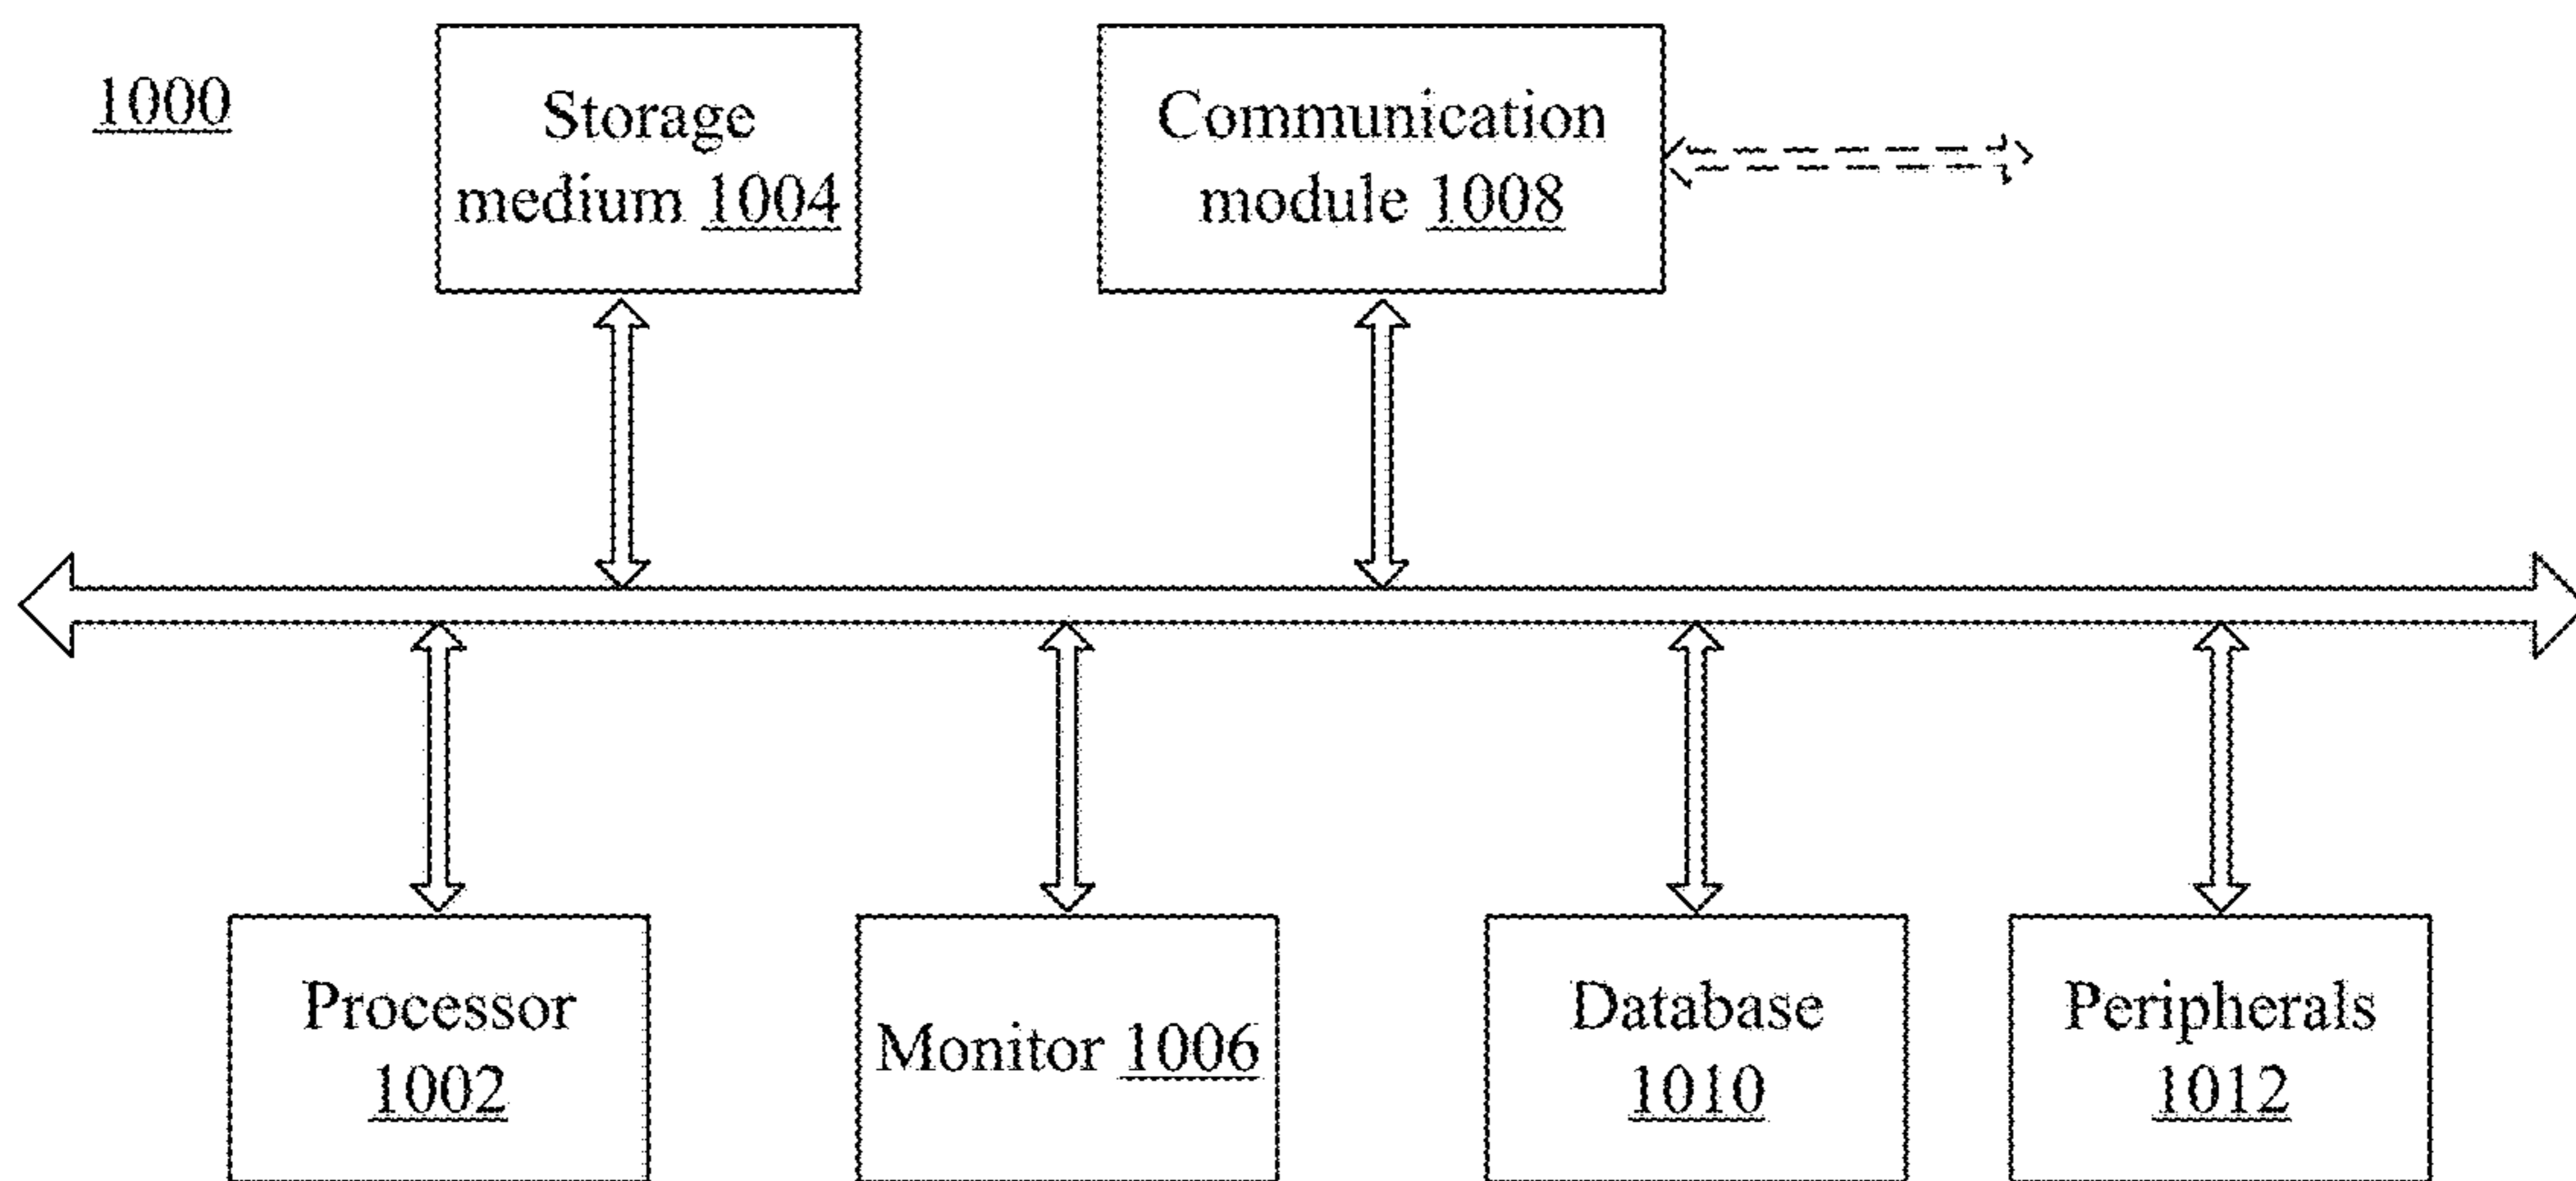 1000
Storage
medium 1004
Communication
module 1008
Processor
1002
Monitor 1006
Database
1010
Peripherals
1012